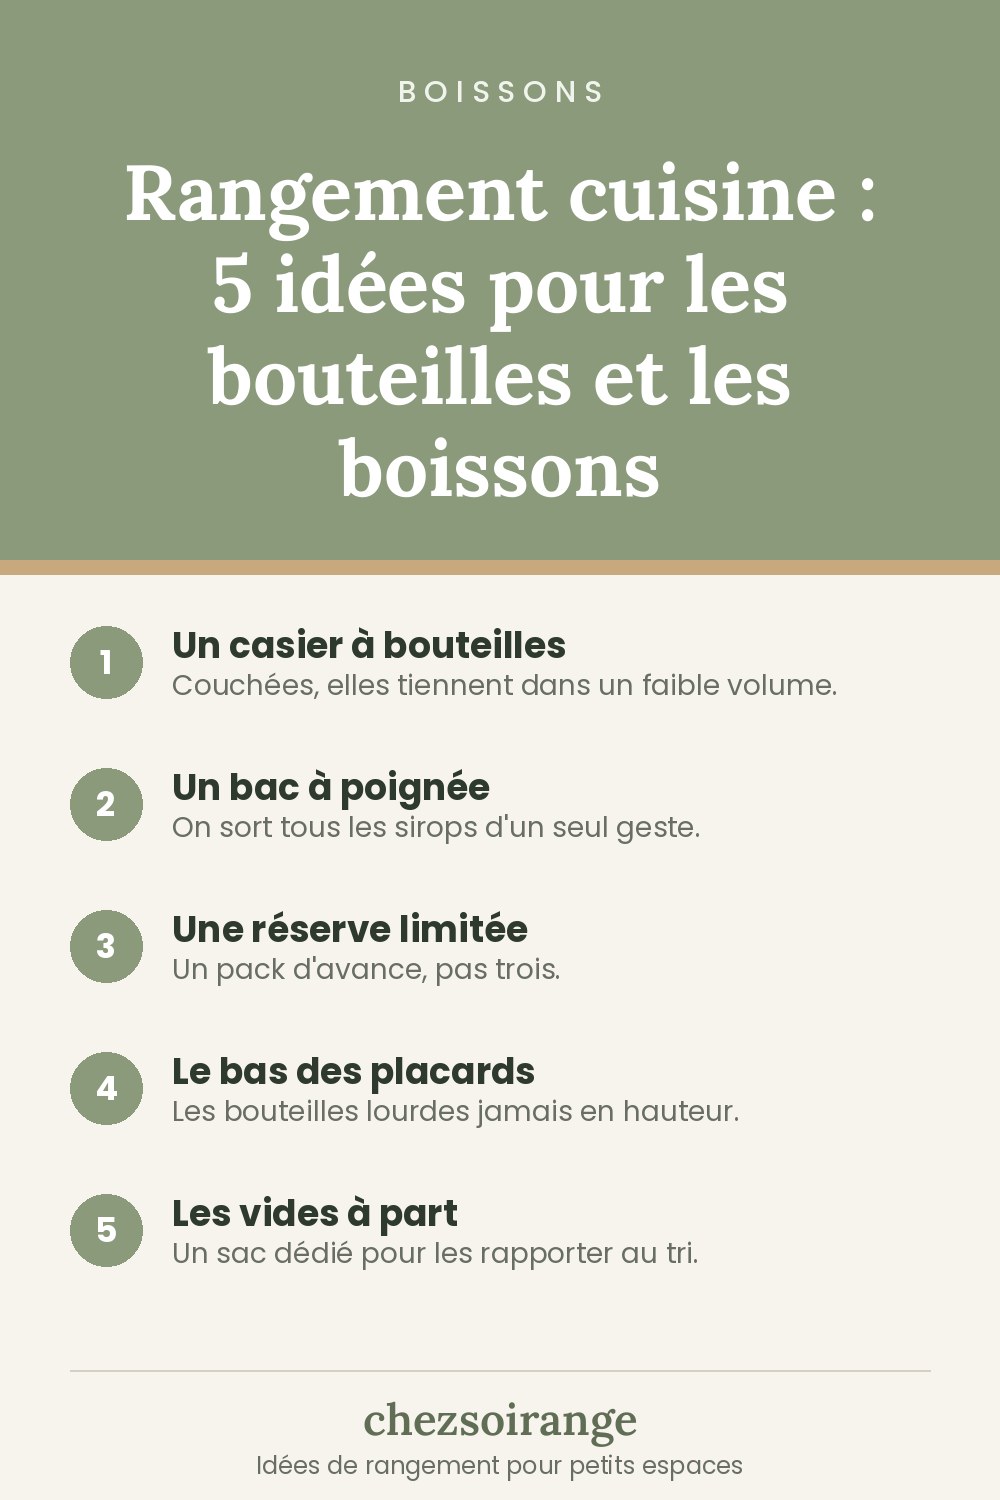 BOISSONS
Rangement cuisine :
5 idées pour les
bouteilles et les
boissons
1
Un casier à bouteilles
Couchées, elles tiennent dans un faible volume.
2
Un bac à poignée
On sort tous les sirops d'un seul geste.
3
Une réserve limitée
Un pack d'avance, pas trois.
4
Le bas des placards
Les bouteilles lourdes jamais en hauteur.
5
Les vides à part
Un sac dédié pour les rapporter au tri.
chezsoirange
Idées de rangement pour petits espaces